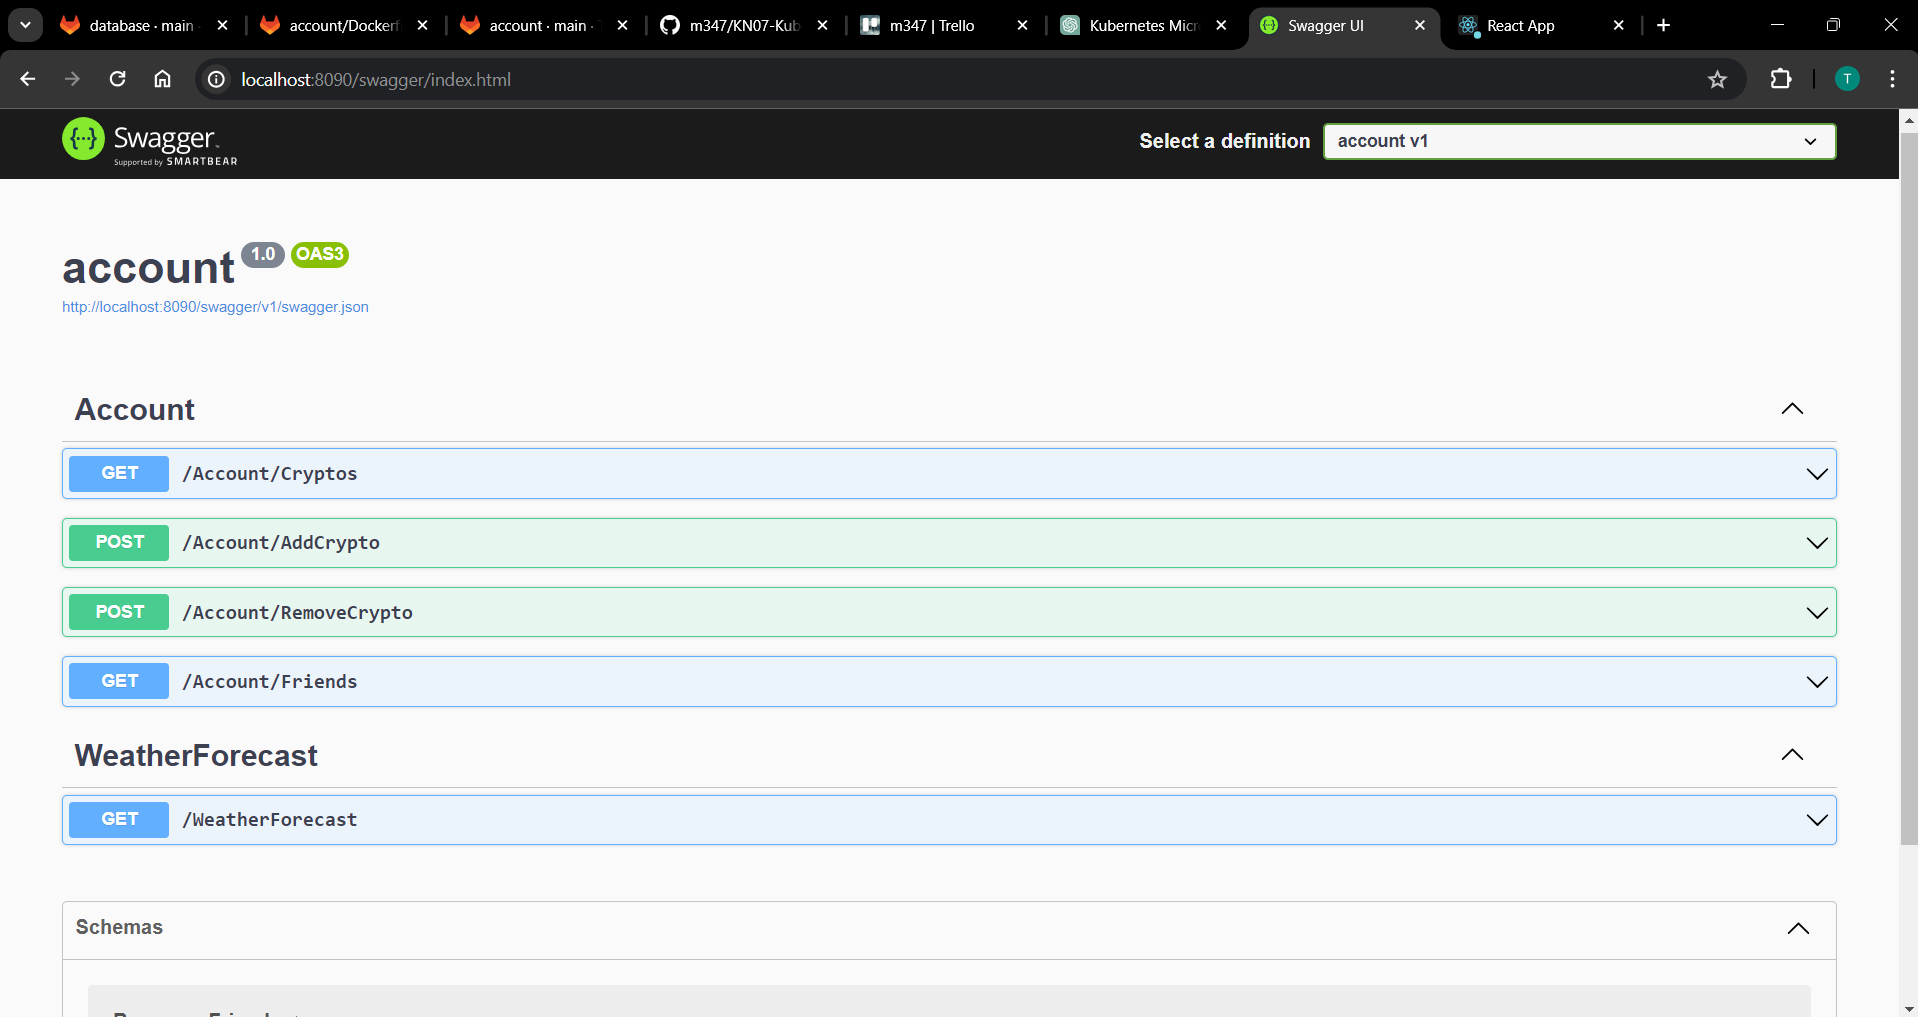 database · main
account/Dockerf
account · main ·
m347/KN07-Kub
m347 | Trello
Kubernetes Micr
Swagger UI
React App
localhost:8090/swagger/index.html
T
Swagger
Supported by SMARTBEAR
Select a definition
account v1
account 1.0 OAS3
http://localhost:8090/swagger/v1/swagger.json
Account
GET /Account/Cryptos
POST /Account/AddCrypto
POST /Account/RemoveCrypto
GET /Account/Friends
WeatherForecast
GET /WeatherForecast
Schemas